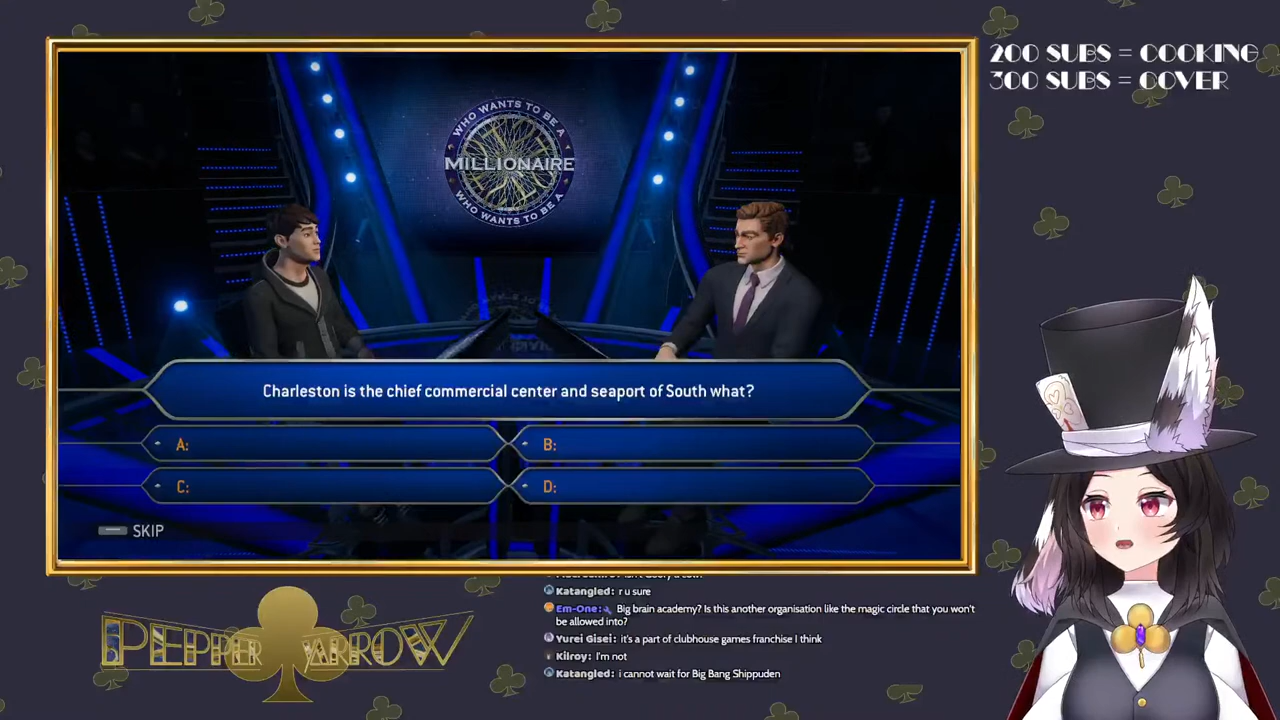 200 SUBS = COOKING
300 SUBS = COVER
WHO WANTS TO BE A
MILLIONAIRE
WHO WANTS TO BE A
Charleston is the chief commercial center and seaport of South what?
A:
B:
C:
D:
SKIP
Katangled: r u sure
Em-One: Big brain academy? Is this another organisation like the magic circle that you won't
be allowed into?
Yurei Gisei: it's a part of clubhouse games franchise I think
Kilroy: I'm not
Katangled: i cannot wait for Big Bang Shippuden
PEPPER YARROW